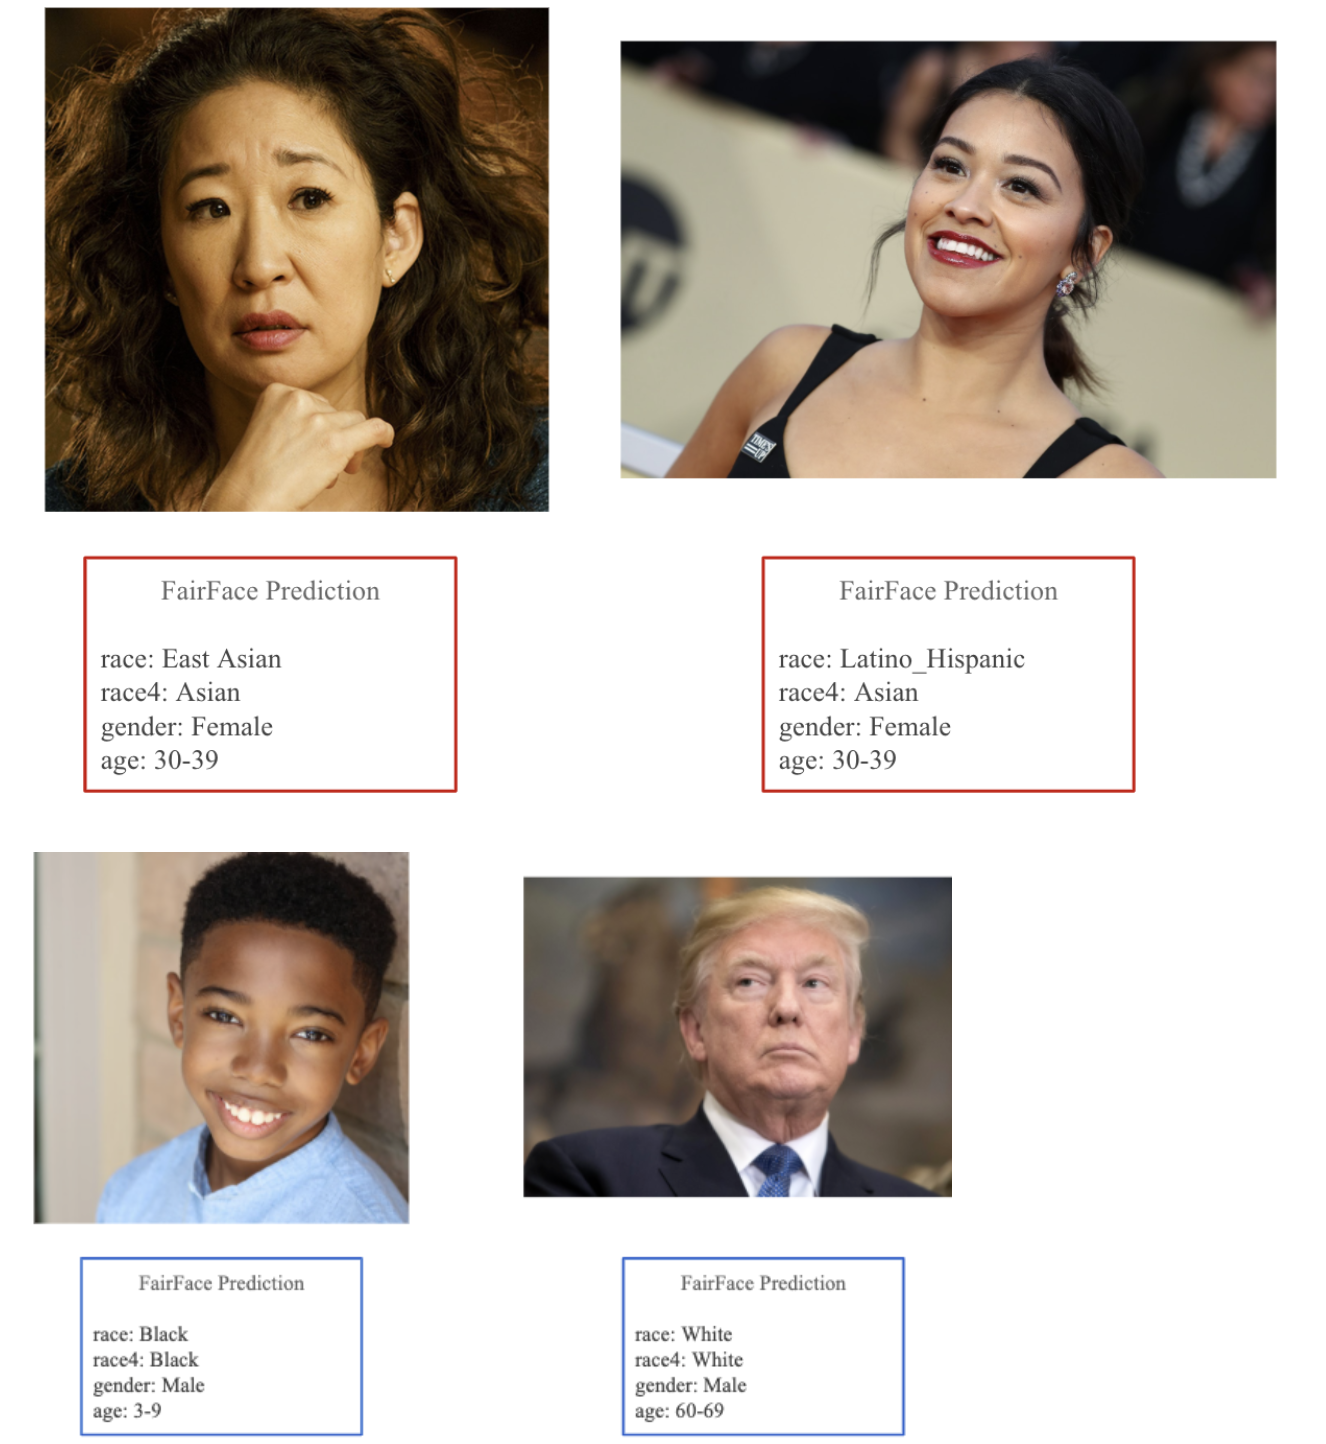 TIME'S
UP
FairFace Prediction
race: East Asian
race4: Asian
gender: Female
age: 30-39
FairFace Prediction
race: Latino_Hispanic
race4: Asian
gender: Female
age: 30-39
FairFace Prediction
race: Black
race4: Black
gender: Male
age: 3-9
FairFace Prediction
race: White
race4: White
gender: Male
age: 60-69